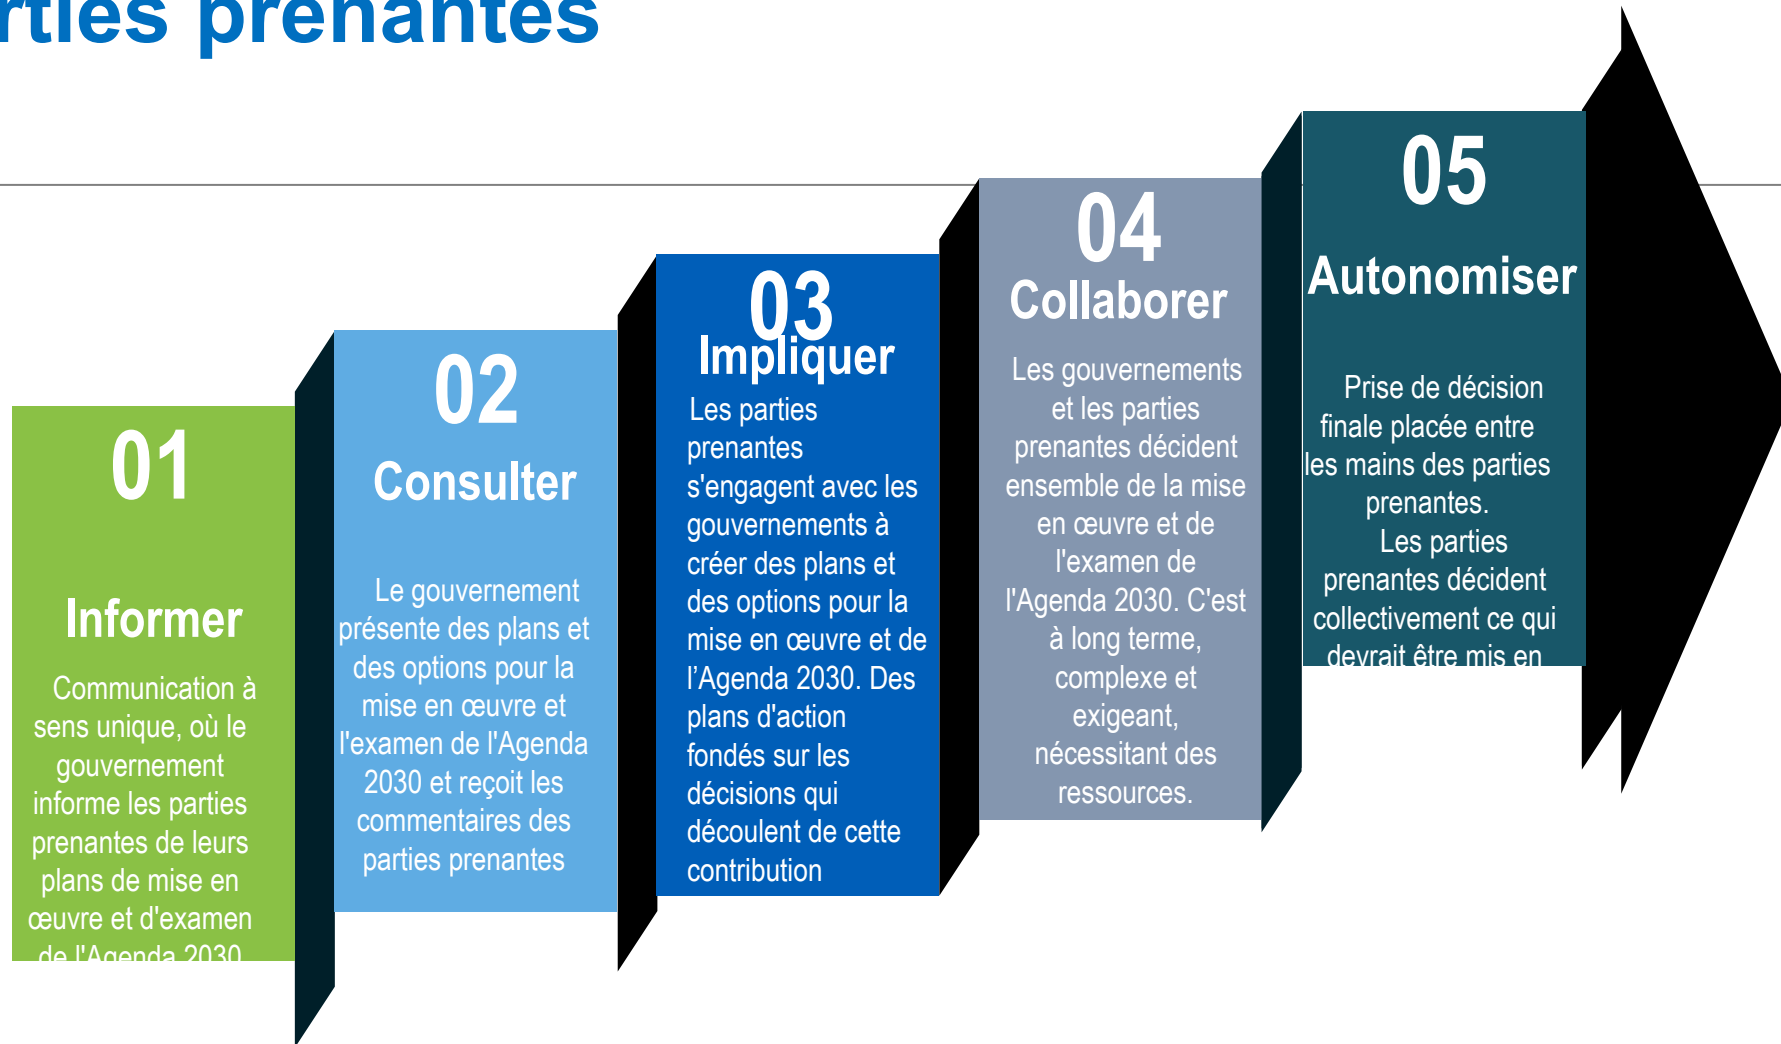 rties prenantes
01
Informer
Communication à
sens unique, où le
gouvernement
informe les parties
prenantes de leurs
plans de mise en
œuvre et d'examen
de l'Agenda 2030
02
Consulter
Le gouvernement
présente des plans et
des options pour la
mise en œuvre et
l'examen de l'Agenda
2030 et reçoit les
commentaires des
parties prenantes
03
Impliquer
Les parties
prenantes
s'engagent avec les
gouvernements à
créer des plans et
des options pour la
mise en œuvre et de
l’Agenda 2030. Des
plans d'action
fondés sur les
décisions qui
découlent de cette
contribution
04
Collaborer
Les gouvernements
et les parties
prenantes décident
ensemble de la mise
en œuvre et de
l'examen de
l'Agenda 2030. C'est
à long terme,
complexe et
exigeant,
nécessitant des
ressources.
05
Autonomiser
Prise de décision
finale placée entre
les mains des parties
prenantes.
Les parties
prenantes décident
collectivement ce qui
devrait être mis en